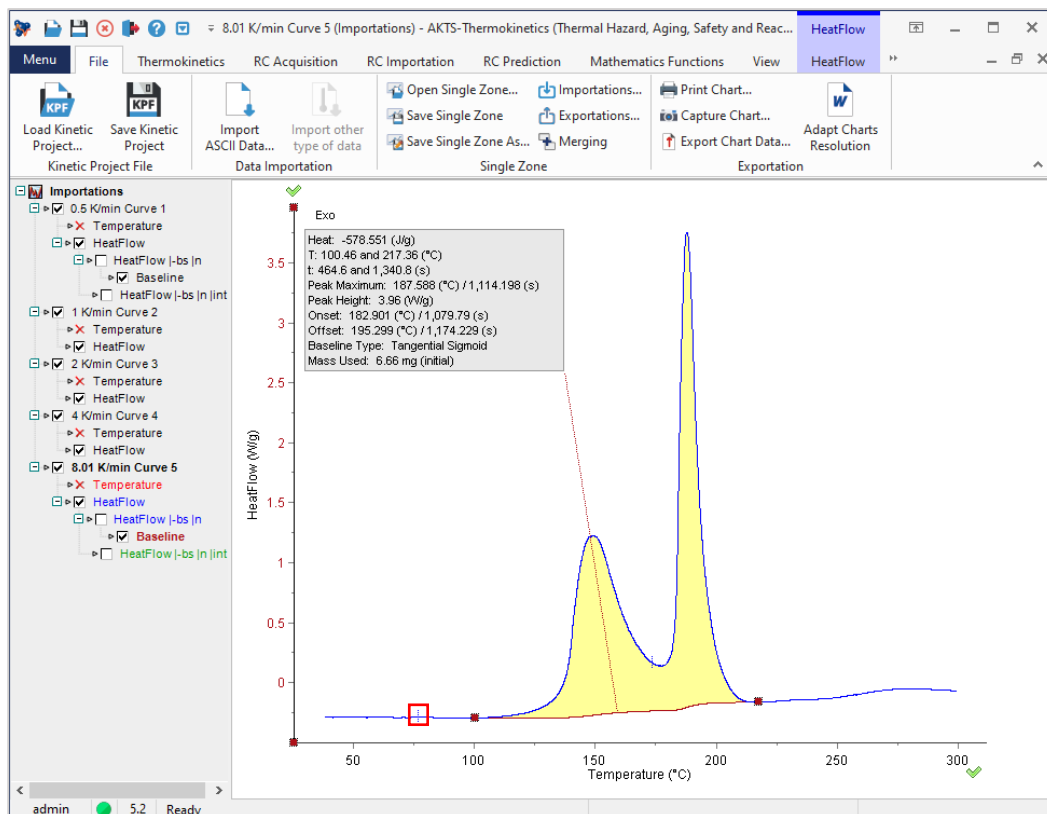 8.01 K/min Curve 5 (Importations) - AKTS-Thermokinetics (Thermal Hazard, Aging, Safety and Reac...
HeatFlow
Menu
File
Thermokinetics
RC Acquisition
RC Importation
RC Prediction
Mathematics Functions
View
HeatFlow
KPF
Load Kinetic
Project...
KPF
Save Kinetic
Project
Kinetic Project File
Import
ASCII Data...
Import other
type of data
Data Importation
Open Single Zone...
Save Single Zone
Save Single Zone As...
Importations...
Exportations...
Merging
Single Zone
Print Chart...
Capture Chart...
Export Chart Data...
W
Adapt Charts
Resolution
Exportation
Importations
0.5 K/min Curve 1
Temperature
HeatFlow
HeatFlow |-bs |n
Baseline
HeatFlow |-bs |n |int
1 K/min Curve 2
Temperature
HeatFlow
2 K/min Curve 3
Temperature
HeatFlow
4 K/min Curve 4
Temperature
HeatFlow
8.01 K/min Curve 5
Temperature
HeatFlow
HeatFlow |-bs |n
Baseline
HeatFlow |-bs |n |int
Exo
Heat: -578.551 (J/g)
T: 100.46 and 217.36 (°C)
t: 464.6 and 1,340.8 (s)
Peak Maximum: 187.588 (°C) / 1,114.198 (s)
Peak Height: 3.96 (W/g)
Onset: 182.901 (°C) / 1,079.79 (s)
Offset: 195.299 (°C) / 1,174.229 (s)
Baseline Type: Tangential Sigmoid
Mass Used: 6.66 mg (initial)
HeatFlow (W/g)
3.5
3
2.5
2
1.5
1
0.5
0
50
100
150
200
250
300
Temperature (°C)
admin
5.2
Ready